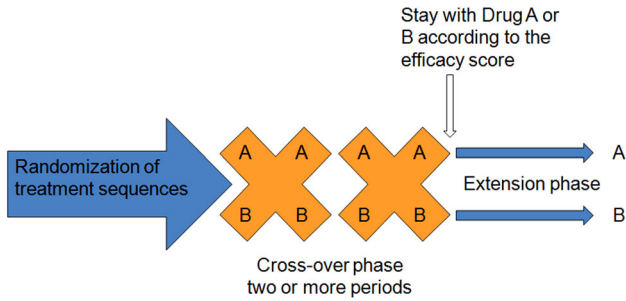 Stay with Drug A or
B according to the
efficacy score
Randomization of
treatment sequences
A A A A
B B B B
A
Extension phase
B
Cross-over phase
two or more periods